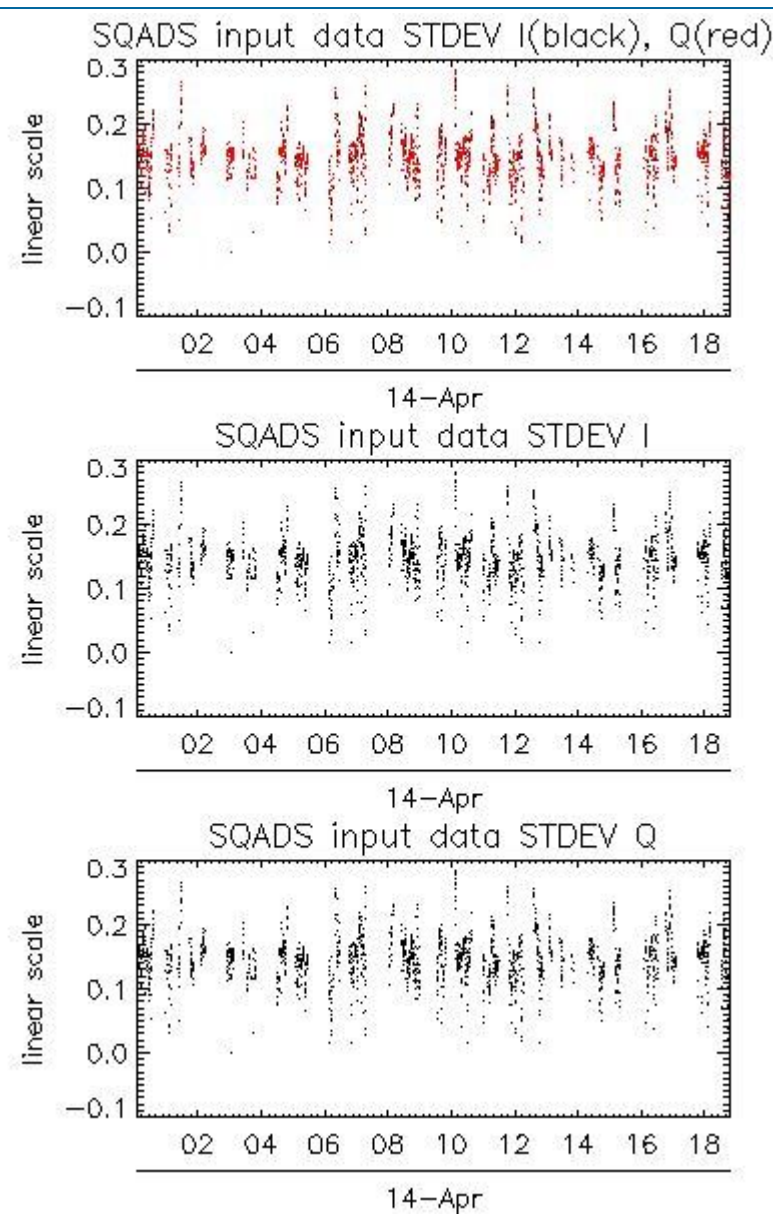 SQADS input data STDEV I(black), Q(red)
0.3
0.2
0.1
0.0
−0.1
linear scale
02 04 06 08 10 12 14 16 18
14−Apr
SQADS input data STDEV I
0.3
0.2
0.1
0.0
−0.1
linear scale
02 04 06 08 10 12 14 16 18
14−Apr
SQADS input data STDEV Q
0.3
0.2
0.1
0.0
−0.1
linear scale
02 04 06 08 10 12 14 16 18
14−Apr